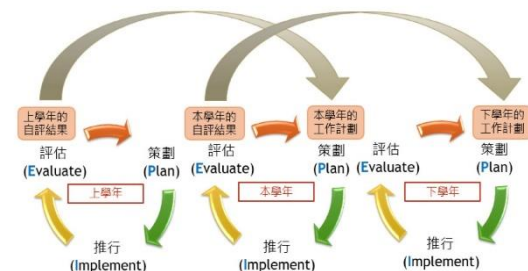 上學年的
自評結果
評估
(Evaluate)
策劃
(Plan)
上學年
推行
(Implement)
本學年的
自評結果
評估
(Evaluate)
本學年的
工作計劃
策劃
(Plan)
本學年
推行
(Implement)
評估
(Evaluate)
下學年的
工作計劃
策劃
(Plan)
下學年
推行
(Implement)